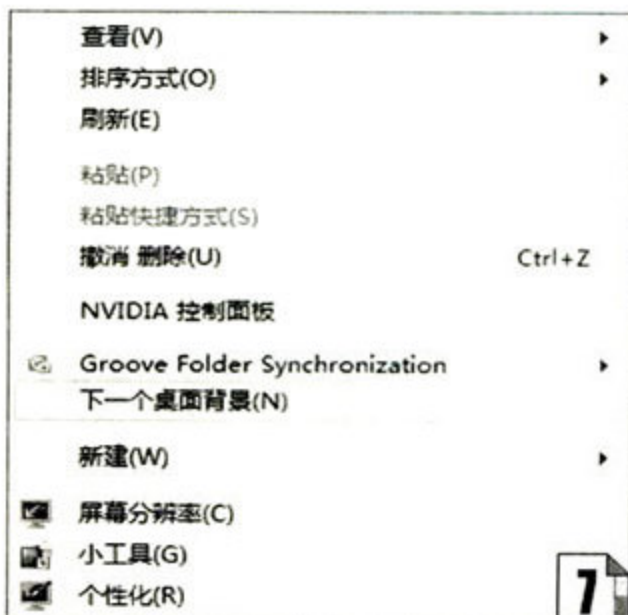 查看(V)
排序方式(O)
刷新(E)
粘贴(P)
粘贴快捷方式(S)
撤消 删除(U) Ctrl+Z
NVIDIA 控制面板
Groove Folder Synchronization
下一个桌面背景(N)
新建(W)
屏幕分辨率(C)
小工具(G)
个性化(R)
7